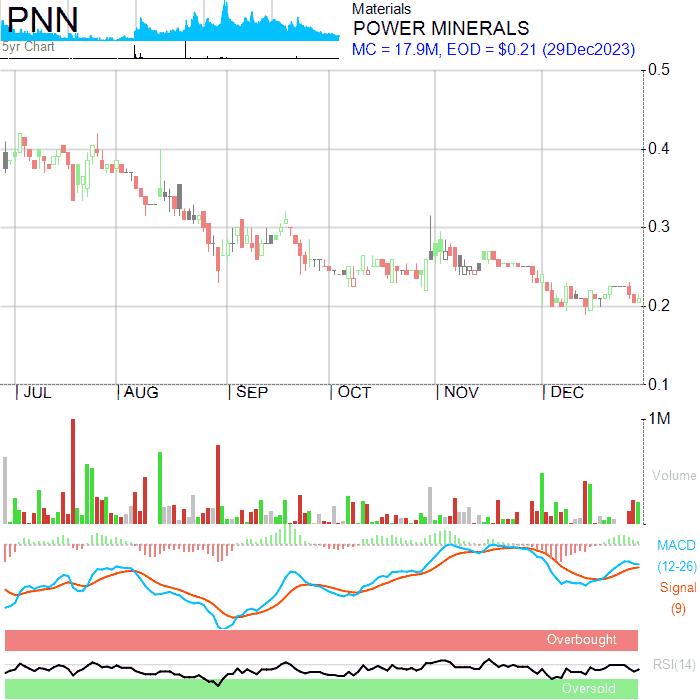 PNN
5yr Chart
Materials
POWER MINERALS
MC = 17.9M, EOD = $0.21 (29Dec2023)
0.5
0.4
0.3
0.2
0.1
JUL AUG SEP OCT NOV DEC
1M
Volume
MACD
(12-26)
Signal
(9)
Overbought
RSI(14)
Oversold